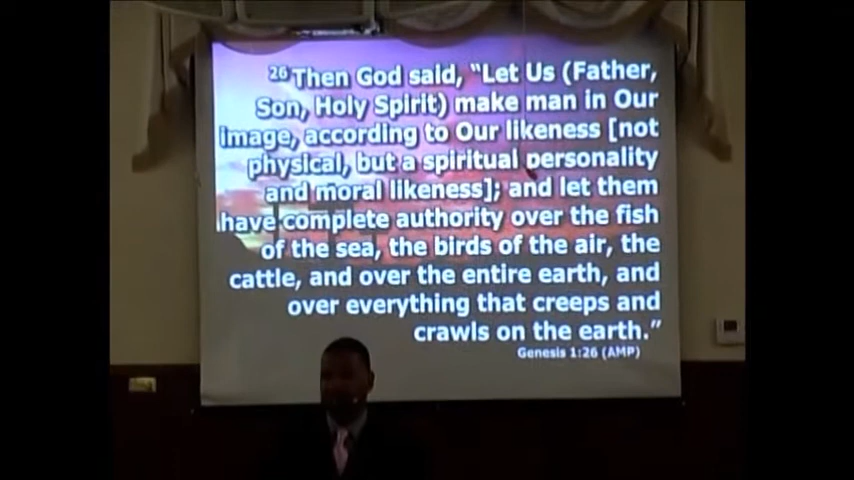 26 Then God said, "Let Us (Father,
Son, Holy Spirit) make man in Our
image, according to Our likeness [not
physical, but a spiritual personality
and moral likeness]; and let them
have complete authority over the fish
of the sea, the birds of the air, the
cattle, and over the entire earth, and
over everything that creeps and
crawls on the earth."
Genesis 1:26 (AMP)